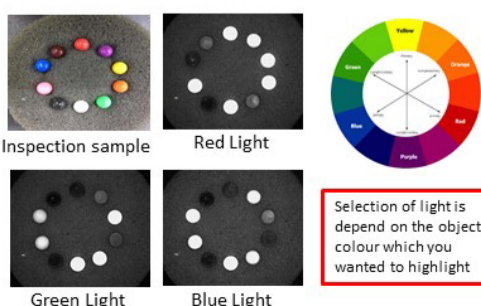 Inspection sample
Red Light
Yellow
Green
Orange
Blue
Red
Purple
Green Light
Blue Light
Selection of light is
depend on the object
colour which you
wanted to highlight